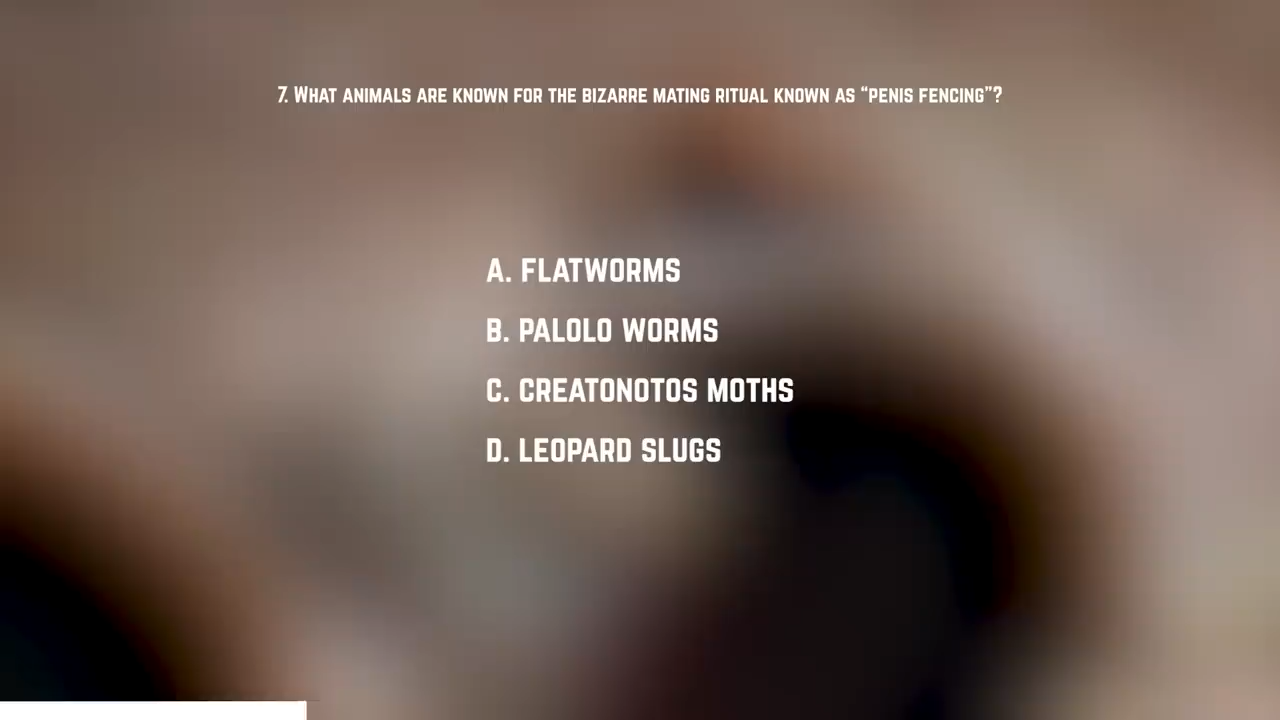 7. What animals are known for the bizarre mating ritual known as “penis fencing”?
A. Flatworms
B. Palolo worms
C. Creatonotos moths
D. Leopard slugs